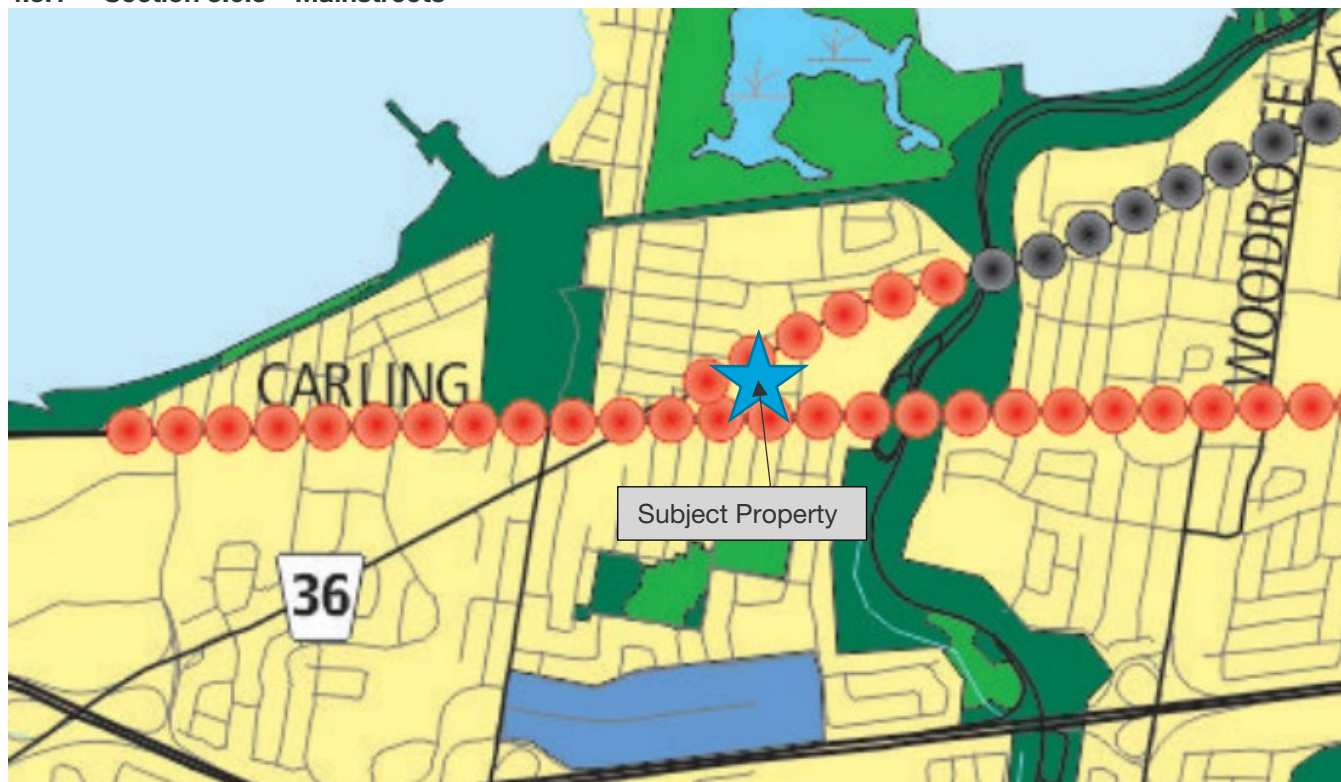 Section 3.6.3 – Mainstreets
WOODROFFE
CARLING
Subject Property
36